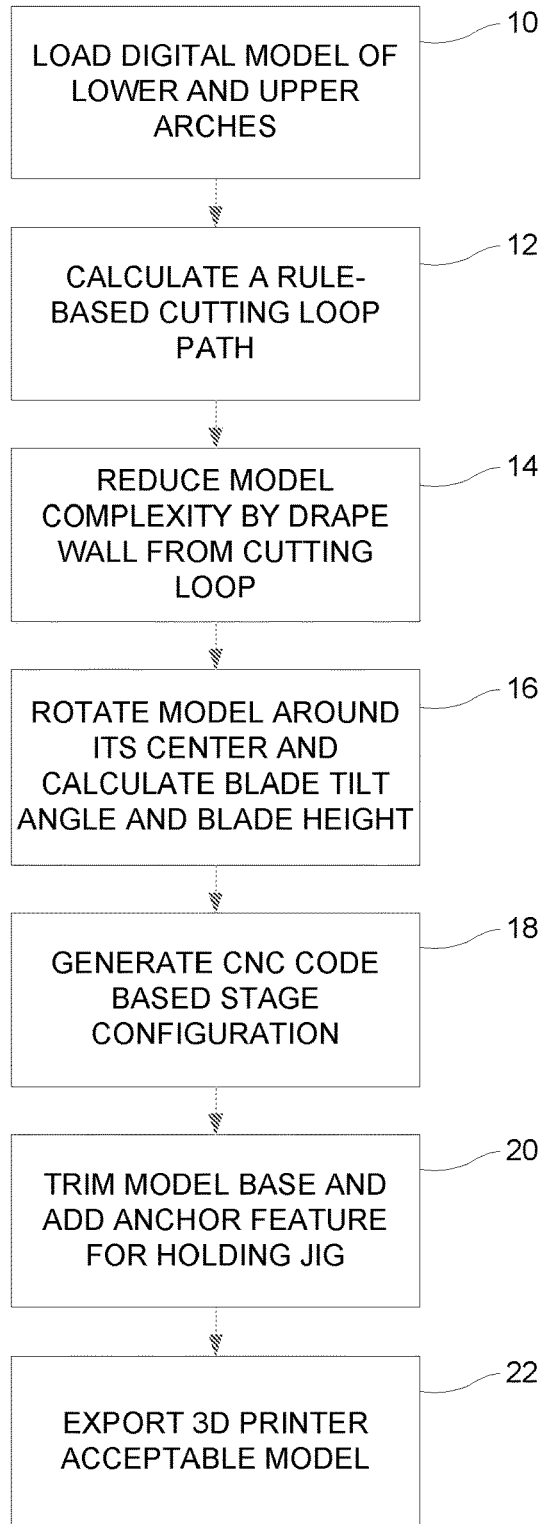 10
LOAD DIGITAL MODEL OF
LOWER AND UPPER
ARCHES
12
CALCULATE A RULE-
BASED CUTTING LOOP
PATH
14
REDUCE MODEL
COMPLEXITY BY DRAPE
WALL FROM CUTTING
LOOP
16
ROTATE MODEL AROUND
ITS CENTER AND
CALCULATE BLADE TILT
ANGLE AND BLADE HEIGHT
18
GENERATE CNC CODE
BASED STAGE
CONFIGURATION
20
TRIM MODEL BASE AND
ADD ANCHOR FEATURE
FOR HOLDING JIG
22
EXPORT 3D PRINTER
ACCEPTABLE MODEL